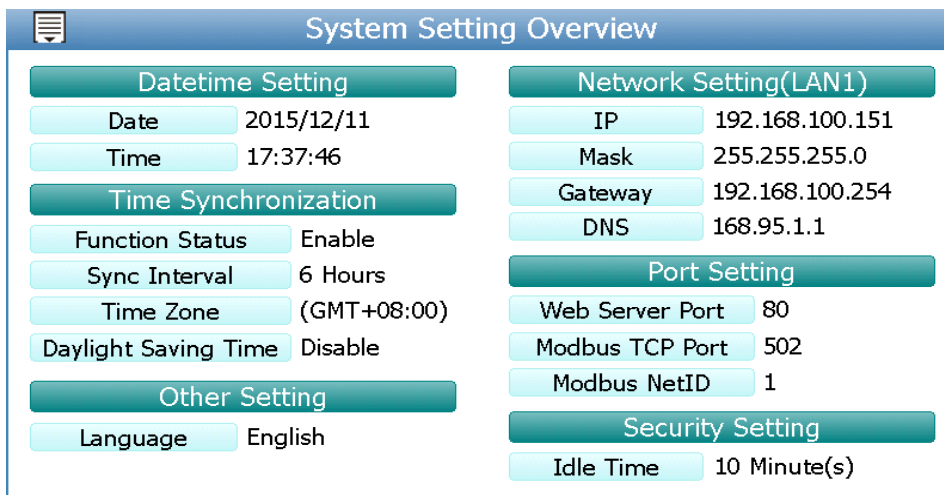 System Setting Overview
Datetime Setting
Date 2015/12/11
Time 17:37:46
Time Synchronization
Function Status Enable
Sync Interval 6 Hours
Time Zone (GMT+08:00)
Daylight Saving Time Disable
Other Setting
Language English
Network Setting(LAN1)
IP 192.168.100.151
Mask 255.255.255.0
Gateway 192.168.100.254
DNS 168.95.1.1
Port Setting
Web Server Port 80
Modbus TCP Port 502
Modbus NetID 1
Security Setting
Idle Time 10 Minute(s)